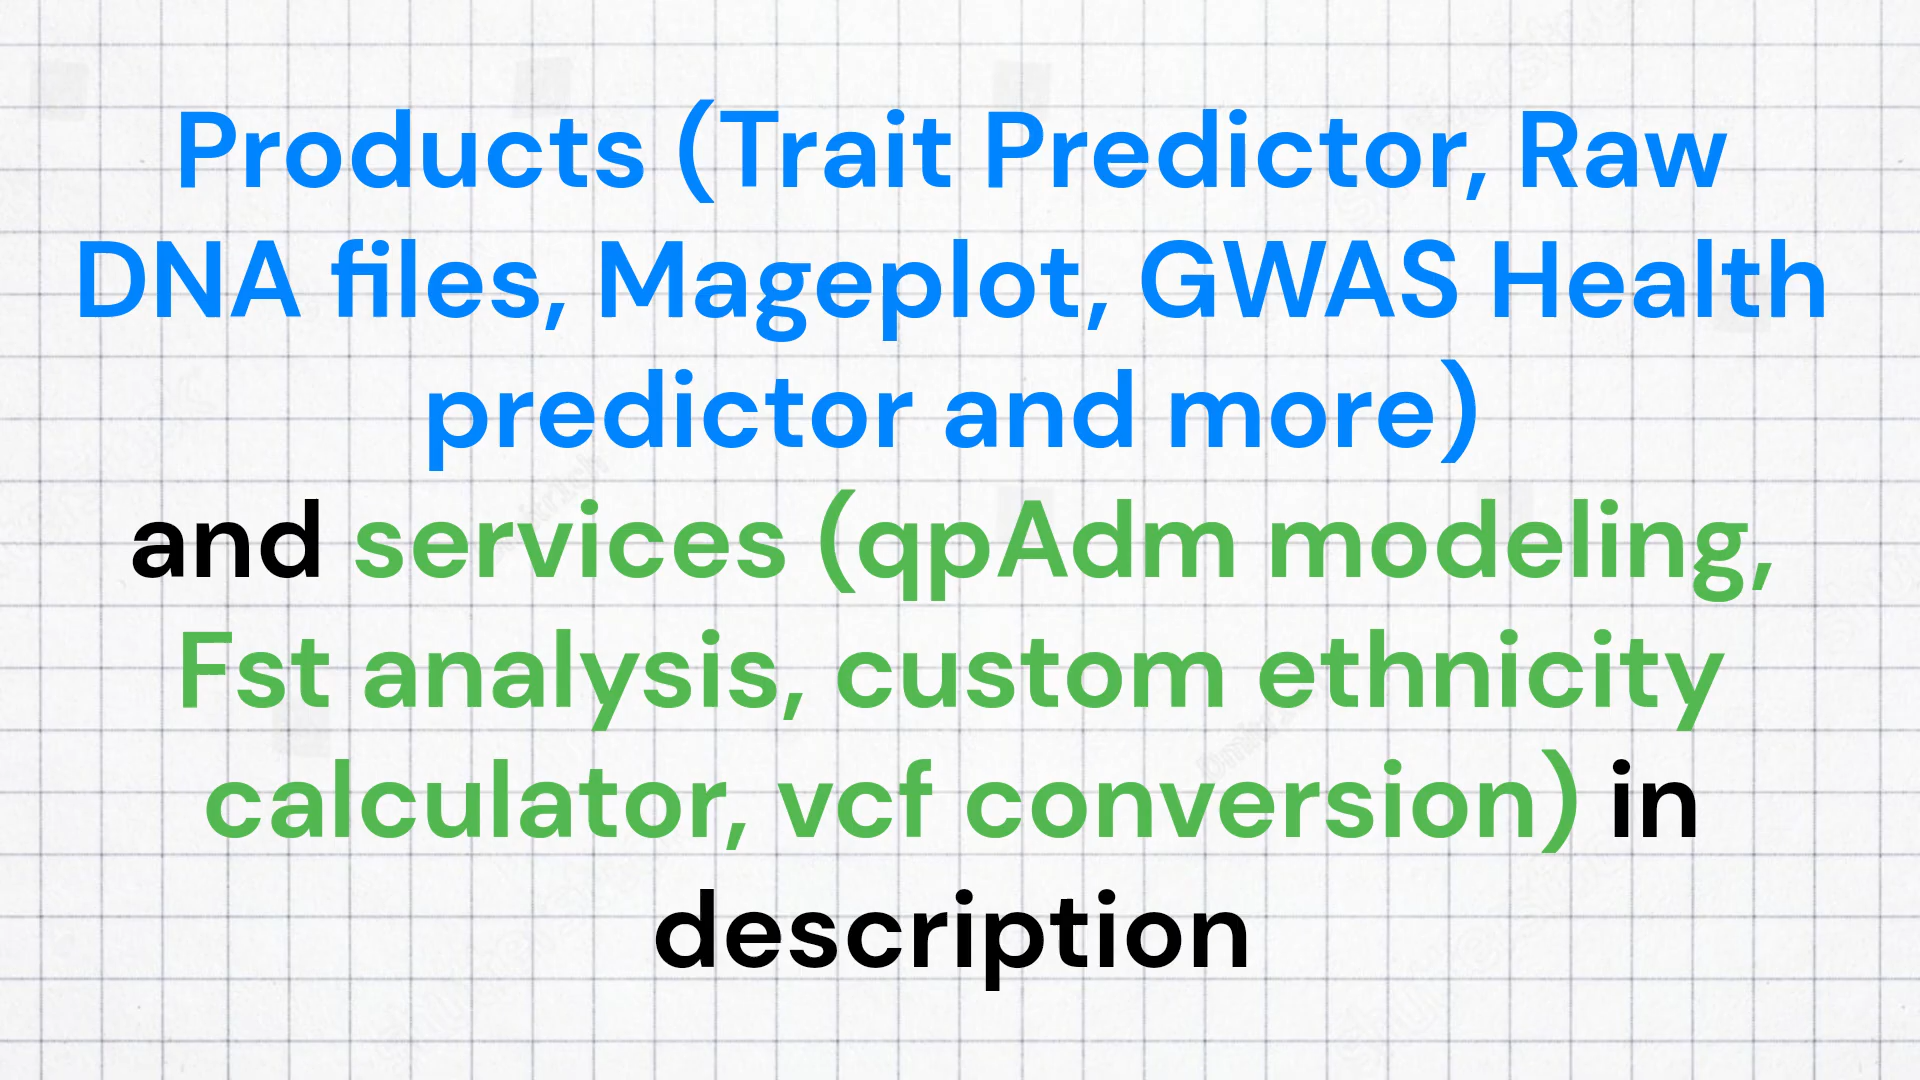 Products (Trait Predictor, Raw
DNA files, Mageplot, GWAS Health
predictor and more)
and services (qpAdm modeling,
Fst analysis, custom ethnicity
calculator, vcf conversion) in
description